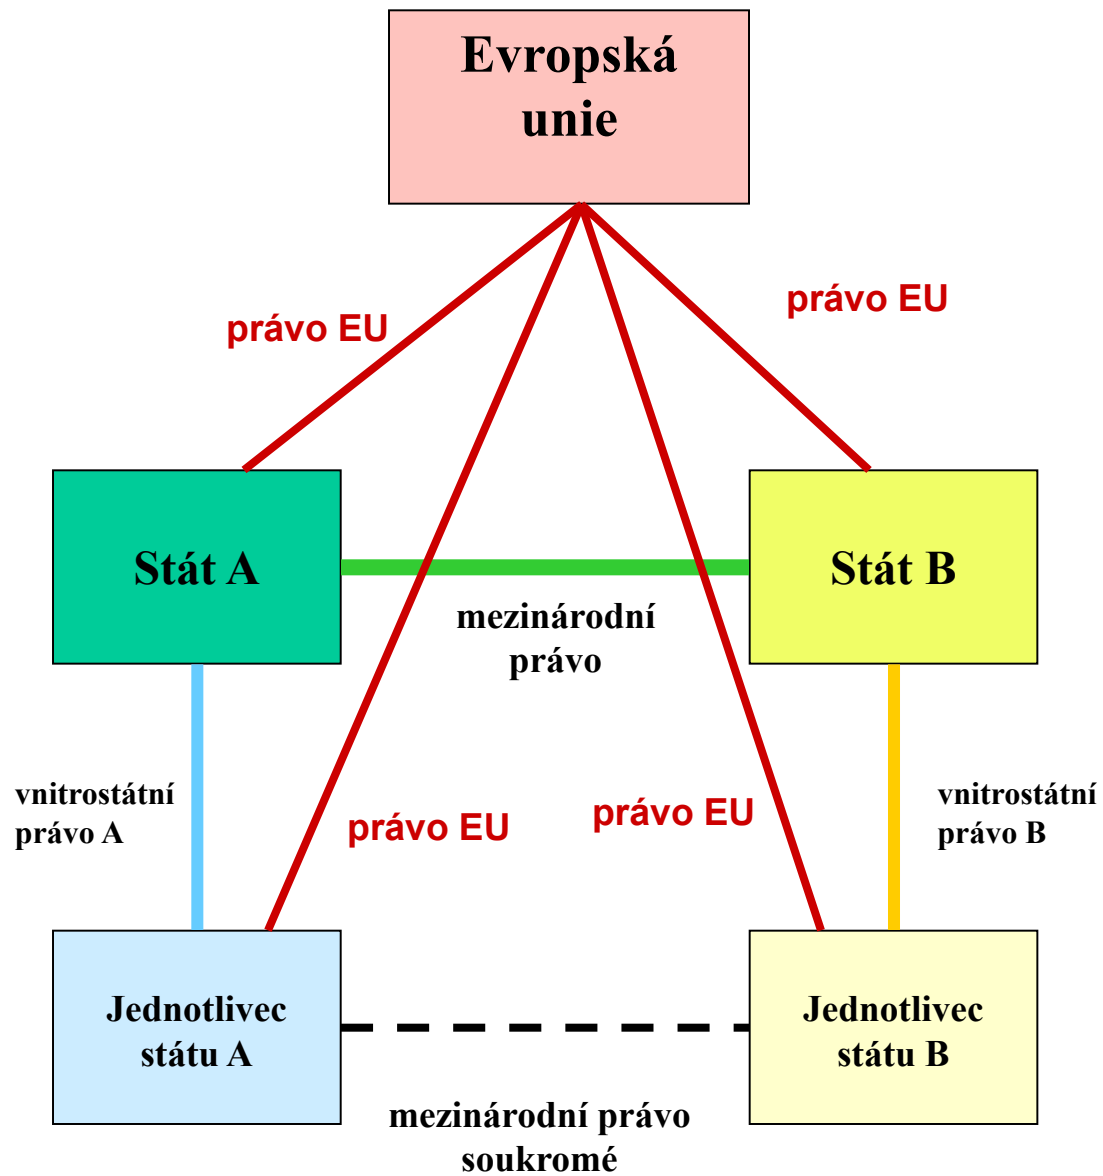 Evropská
unie
právo EU
právo EU
Stát A
Stát B
mezinárodní
právo
vnitrostátní
právo A
právo EU
právo EU
vnitrostátní
právo B
Jednotlivec
státu A
Jednotlivec
státu B
mezinárodní právo
soukromé